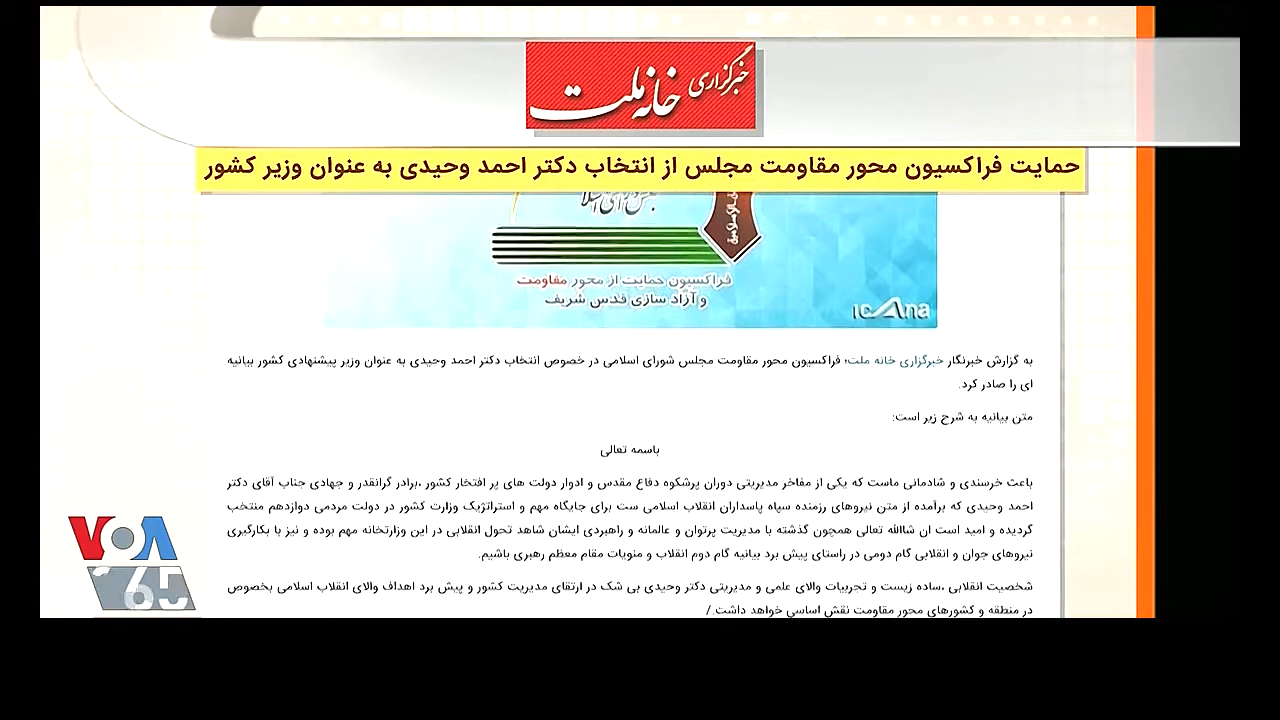 خبرگزاری خانه ملت
حمایت فراکسیون محور مقاومت مجلس از انتخاب دکتر احمد وحیدی به عنوان وزیر کشور
فراکسیون حمایت از محور مقاومت
و آزاد سازی قدس شریف
ıcAna
به گزارش خبرنگار خبرگزاری خانه ملت؛ فراکسیون محور مقاومت مجلس شورای اسلامی در خصوص انتخاب دکتر احمد وحیدی به عنوان وزیر پیشنهادی کشور بیانیه
ای را صادر کرد.
متن بیانیه به شرح زیر است:
باسمه تعالی
باعث خرسندی و شادمانی ماست که یکی از مفاخر مدیریتی دوران پرشکوه دفاع مقدس و ادوار دولت های پر افتخار کشور ،برادر گرانقدر و جهادی جناب آقای دکتر
احمد وحیدی که برآمده از متن نیروهای رزمنده سپاه پاسداران انقلاب اسلامی ست برای جایگاه مهم و استراتژیک وزارت کشور در دولت مردمی دوازدهم منتخب
گردیده و امید است ان شاالله تعالی همچون گذشته با مدیریت پرتوان و عالمانه و راهبردی ایشان شاهد تحول انقلابی در این وزارتخانه مهم بوده و نیز با بکارگیری
نیروهای جوان و انقلابی گام دومی در راستای پیش برد بیانیه گام دوم انقلاب و منویات مقام معظم رهبری باشیم.
شخصیت انقلابی ،ساده زیست و تجربیات والای علمی و مدیریتی دکتر وحیدی بی شک در ارتقای مدیریت کشور و پیش برد اهداف والای انقلاب اسلامی بخصوص
در منطقه و کشورهای محور مقاومت نقش اساسی خواهد داشت./
VOA
365